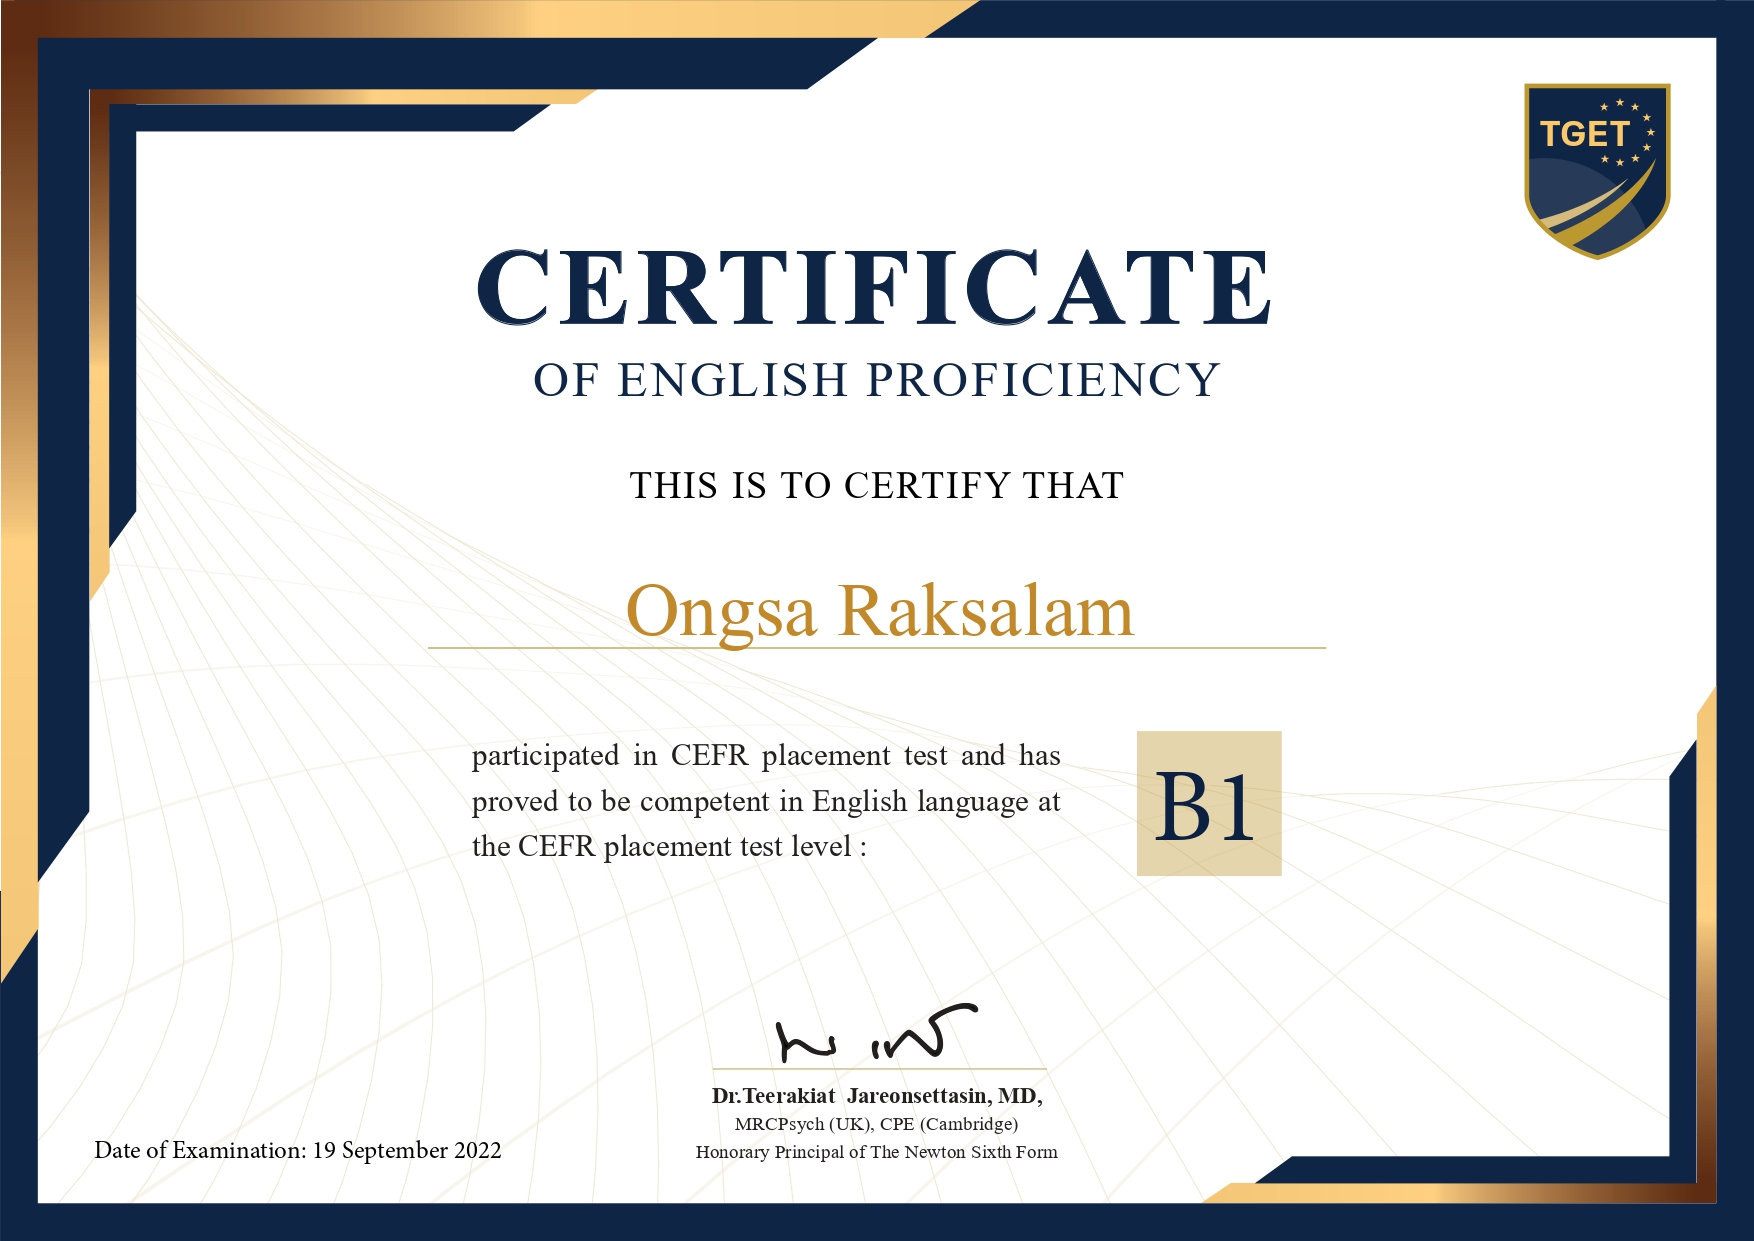 TGET
CERTIFICATE
OF ENGLISH PROFICIENCY
THIS IS TO CERTIFY THAT
Ongsa Raksalam
participated in CEFR placement test and has
proved to be competent in English language at
the CEFR placement test level :
B1
Dr.Teerakiat Jareonsettasin, MD,
MRCPsych (UK), CPE (Cambridge)
Honorary Principal of The Newton Sixth Form
Date of Examination: 19 September 2022